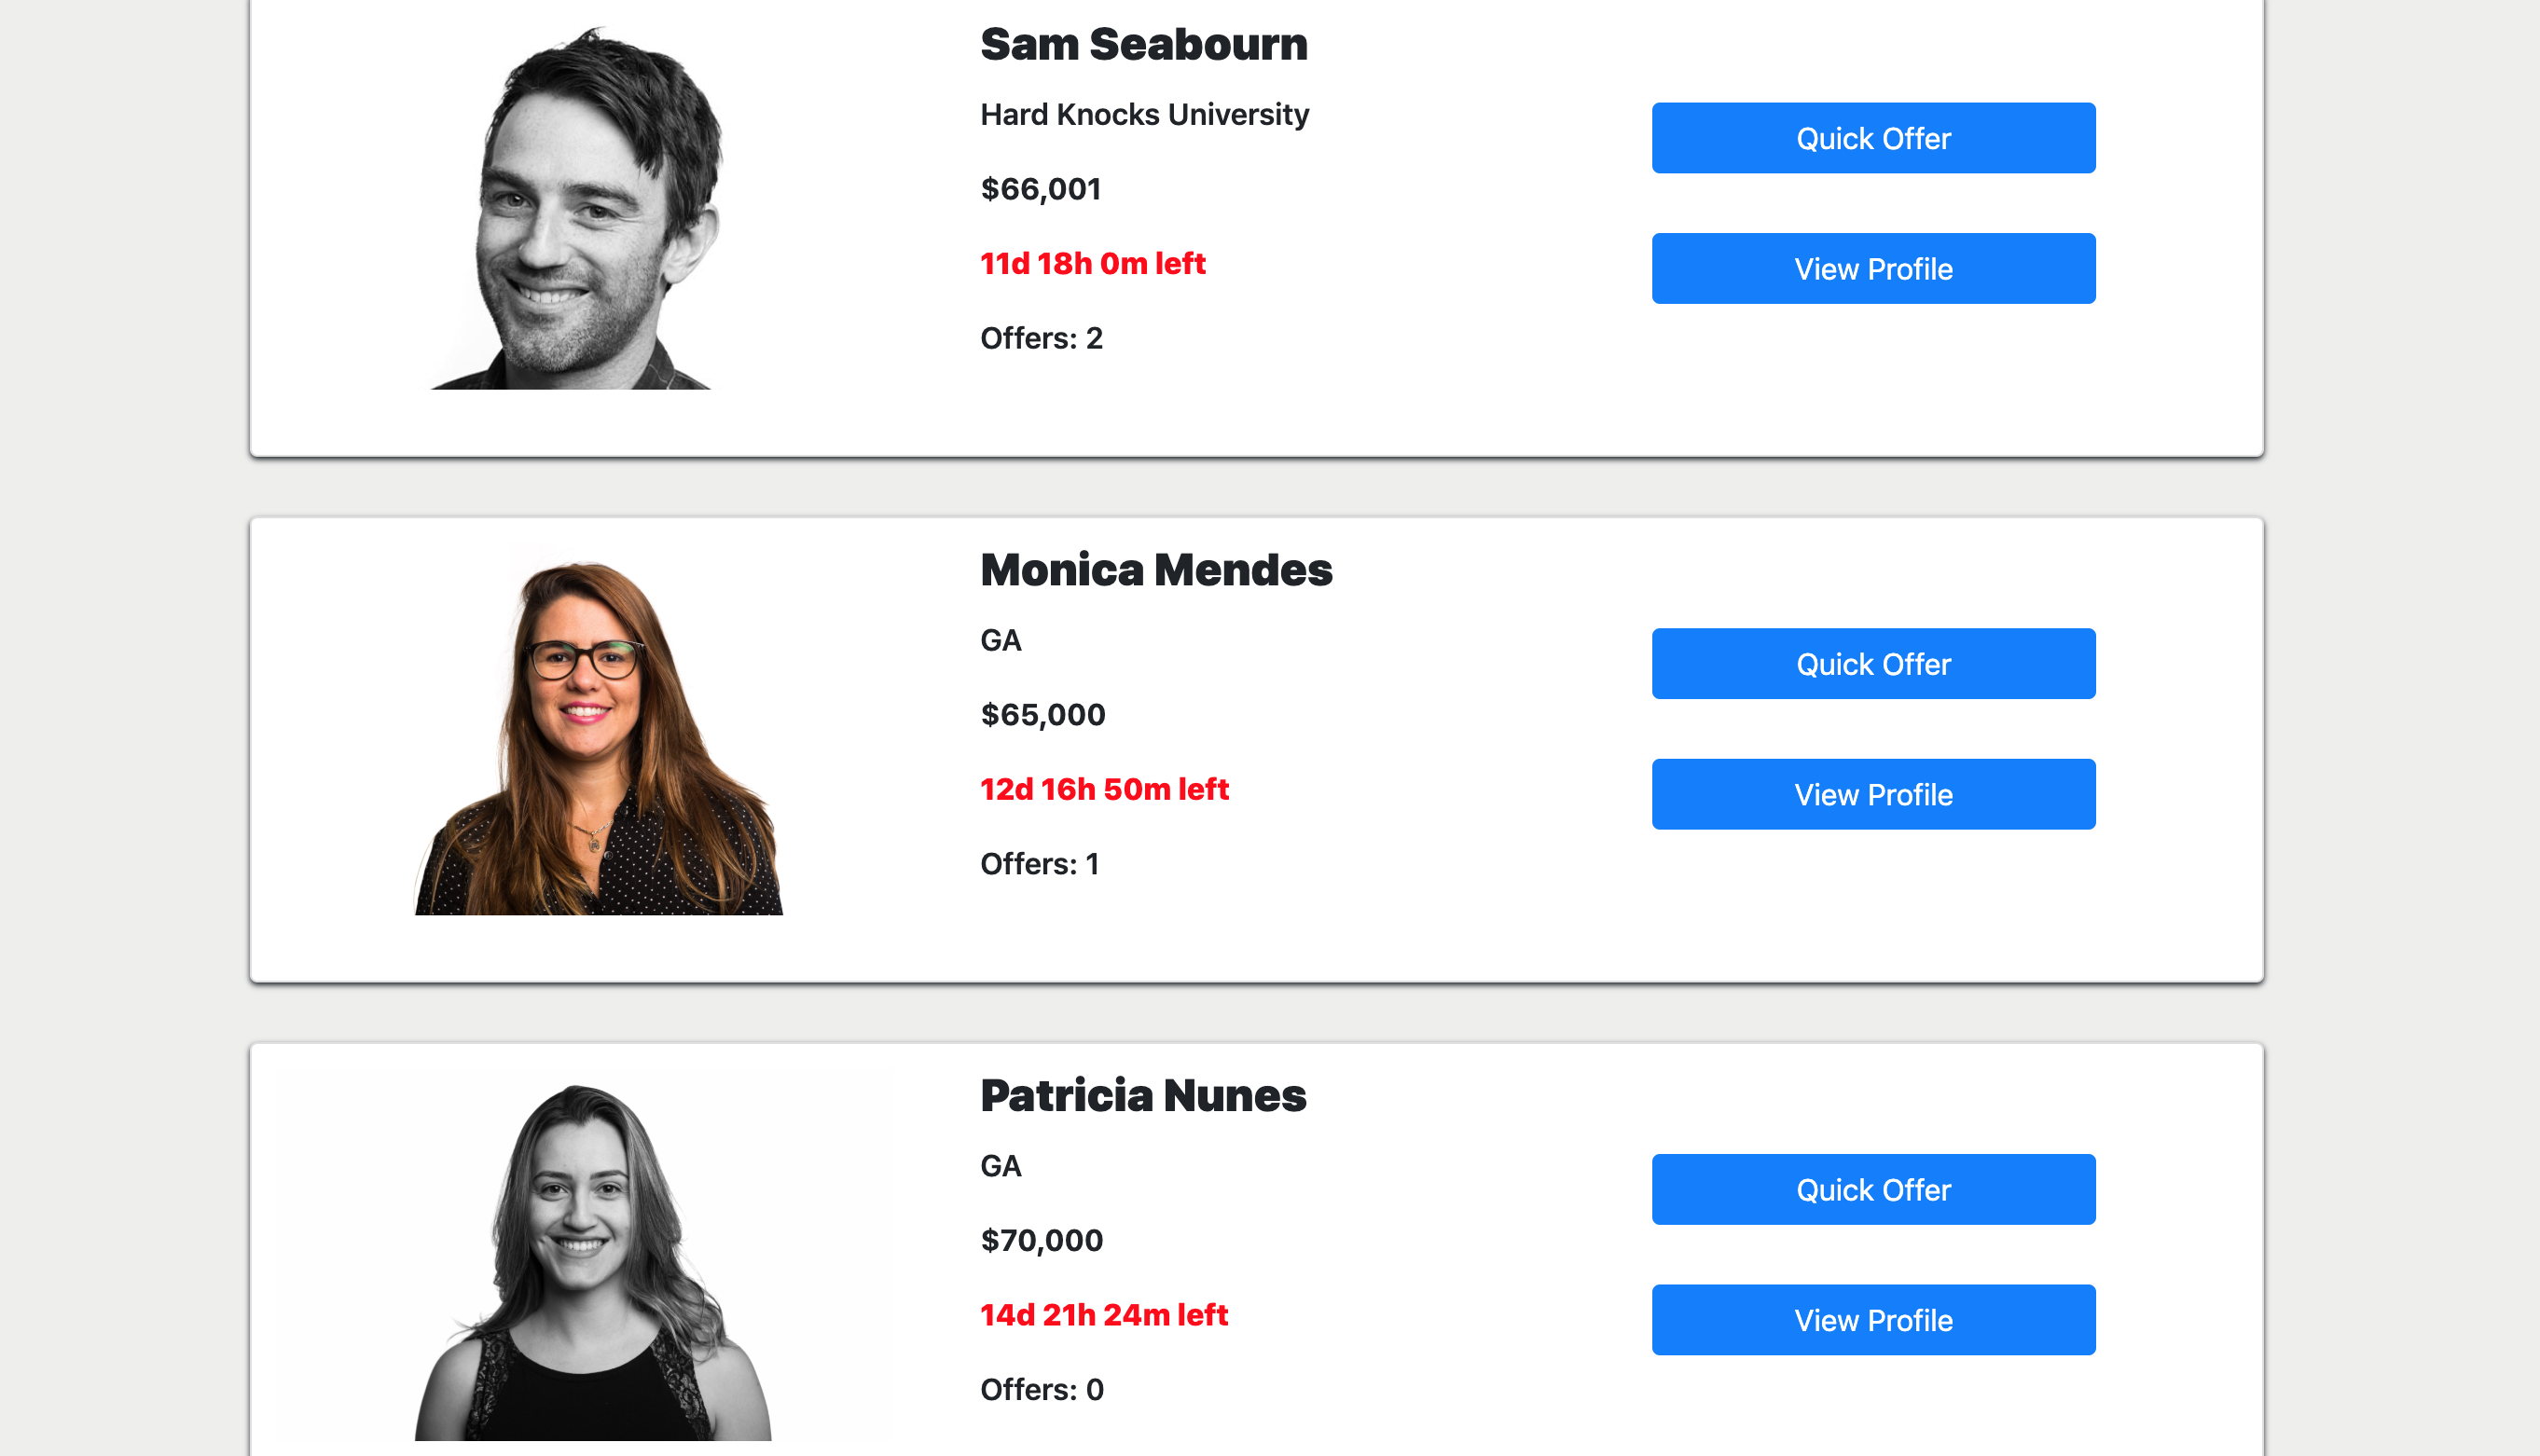 Sam Seabourn
Hard Knocks University
Quick Offer
$66,001
11d 18h 0m left
View Profile
Offers: 2
Monica Mendes
GA
Quick Offer
$65,000
12d 16h 50m left
View Profile
Offers: 1
Patricia Nunes
GA
Quick Offer
$70,000
14d 21h 24m left
View Profile
Offers: 0